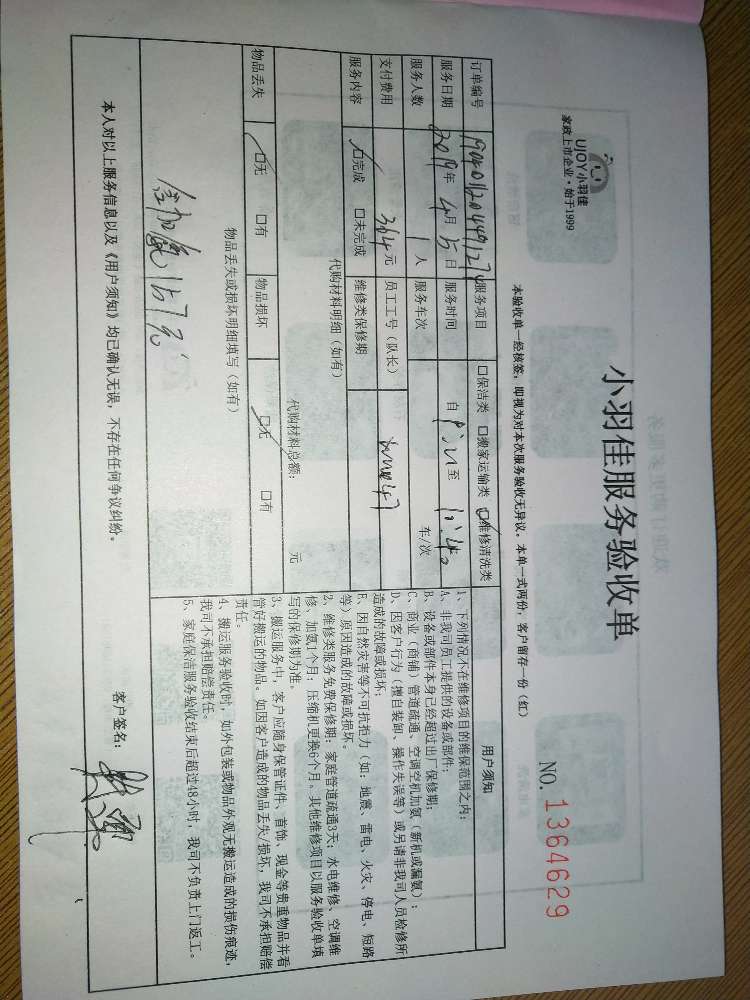 UJOY小羽佳
家政上市企业·始于1999
小羽佳服务验收单
NO. 1364629
本验收单一经核签，即视为对本次服务验收无异议。本单一式两份，客户留存一份（红）
订单编号 服务项目 口保洁类 口搬家运输类 口维修清洗类
服务日期 2019年4月5日 服务时间 自 至
服务人数 1人 服务车次 车/次
支付费用 364元 员工工号（队长）
服务内容 口完成 口未完成 维修类保修期
代购材料明细（如有）
代购材料总额： 元
物品丢失 口无 口有 物品损坏 口无 口有
物品丢失或损坏明细填写（如有）
用户须知
1、下列情况不在维修项目的维保范围之内：
A、非我司员工提供的设备或部件；
B、设备或部件本身已经超过出厂保修期；
C、商业（商铺）管道疏通、空调空机加氨（新机或漏氨）；
D、因客户行为（擅自装卸、操作失误等）或另请非我司人员检修所
造成的故障或损坏；
E、因自然灾害等不可抗拒力（如：地震、雷电、火灾、停电、短路
等）原因造成的故障或损坏。
2、维修类服务免费保修期：家庭管道疏通3天；水电维修、空调维
修、加氨1个月；压缩机更换6个月。其他维修项目以服务验收单填
写的保修期为准。
3、搬运服务中，客户应随身保管证件、首饰、现金等贵重物品并看
管好搬运的物品。如因客户造成的物品丢失/损坏，我司不承担赔偿
责任。
4、搬运服务验收时，如外包装或物品外观无搬运造成的损伤痕迹，
我司不承担赔偿责任。
5、家庭保洁服务验收结束后超过48小时，我司不负责上门返工。
本人对以上服务信息以及《用户须知》均已确认无误，不存在任何争议纠纷。
客户签名：